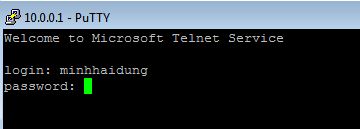 10.0.0.1 - PuTTY
Welcome to Microsoft Telnet Service
login: minhhaidung
password: